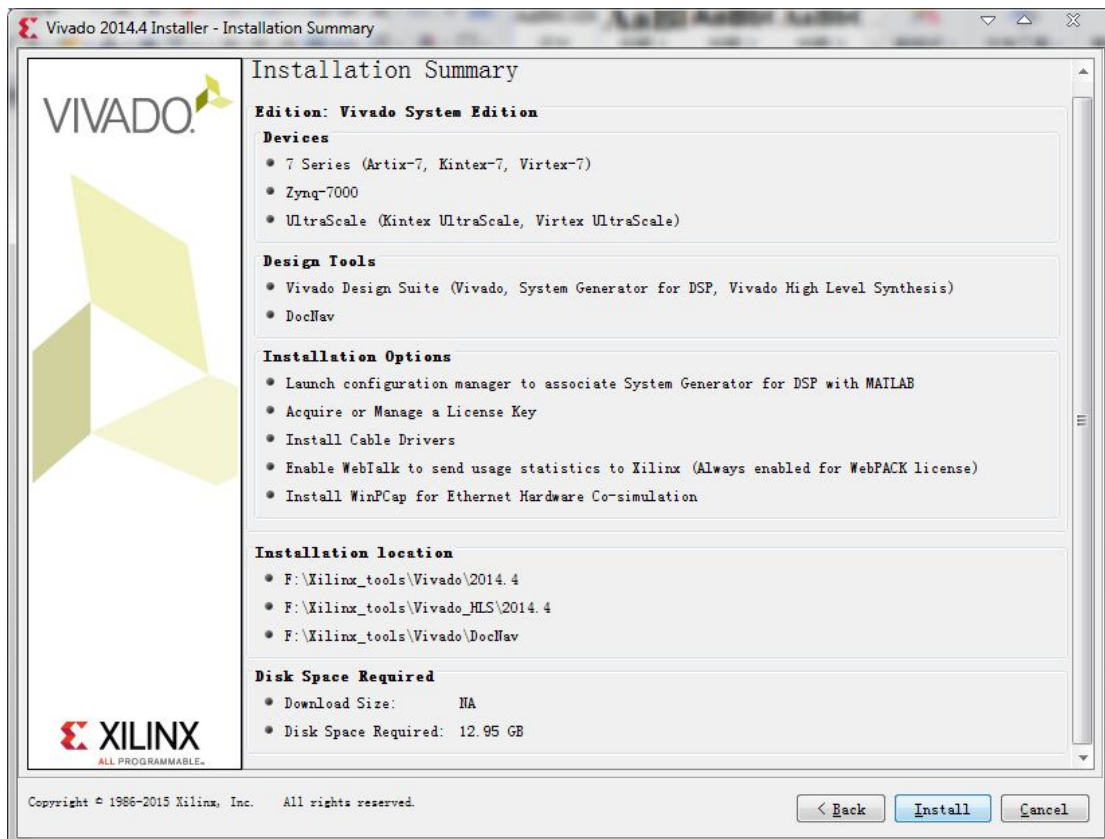 Vivado 2014.4 Installer - Installation Summary
VIVADO.
Installation Summary
Edition: Vivado System Edition
Devices
7 Series (Artix-7, Kintex-7, Virtex-7)
Zynq-7000
UltraScale (Kintex UltraScale, Virtex UltraScale)
Design Tools
Vivado Design Suite (Vivado, System Generator for DSP, Vivado High Level Synthesis)
DocNav
Installation Options
Launch configuration manager to associate System Generator for DSP with MATLAB
Acquire or Manage a License Key
Install Cable Drivers
Enable WebTalk to send usage statistics to Xilinx (Always enabled for WebPACK license)
Install WinPCap for Ethernet Hardware Co-simulation
Installation location
F:\Xilinx_tools\Vivado\2014.4
F:\Xilinx_tools\Vivado_HLS\2014.4
F:\Xilinx_tools\Vivado\DocNav
Disk Space Required
Download Size: NA
Disk Space Required: 12.95 GB
XILINX
ALL PROGRAMMABLE.
Copyright © 1986-2015 Xilinx, Inc. All rights reserved.
< Back Install Cancel